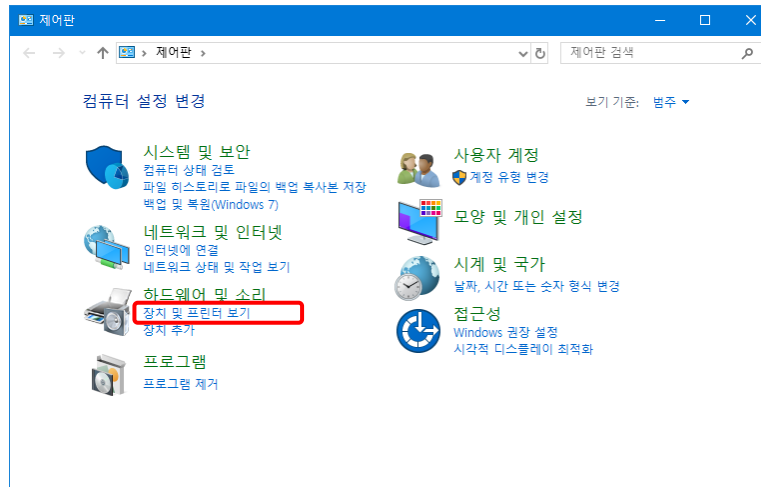 제어판
제어판
제어판 검색
컴퓨터 설정 변경
보기 기준: 범주
시스템 및 보안
컴퓨터 상태 검토
파일 히스토리로 파일의 백업 복사본 저장
백업 및 복원(Windows 7)
네트워크 및 인터넷
인터넷에 연결
네트워크 상태 및 작업 보기
하드웨어 및 소리
장치 및 프린터 보기
장치 추가
프로그램
프로그램 제거
사용자 계정
계정 유형 변경
모양 및 개인 설정
시계 및 국가
날짜, 시간 또는 숫자 형식 변경
접근성
Windows 권장 설정
시각적 디스플레이 최적화